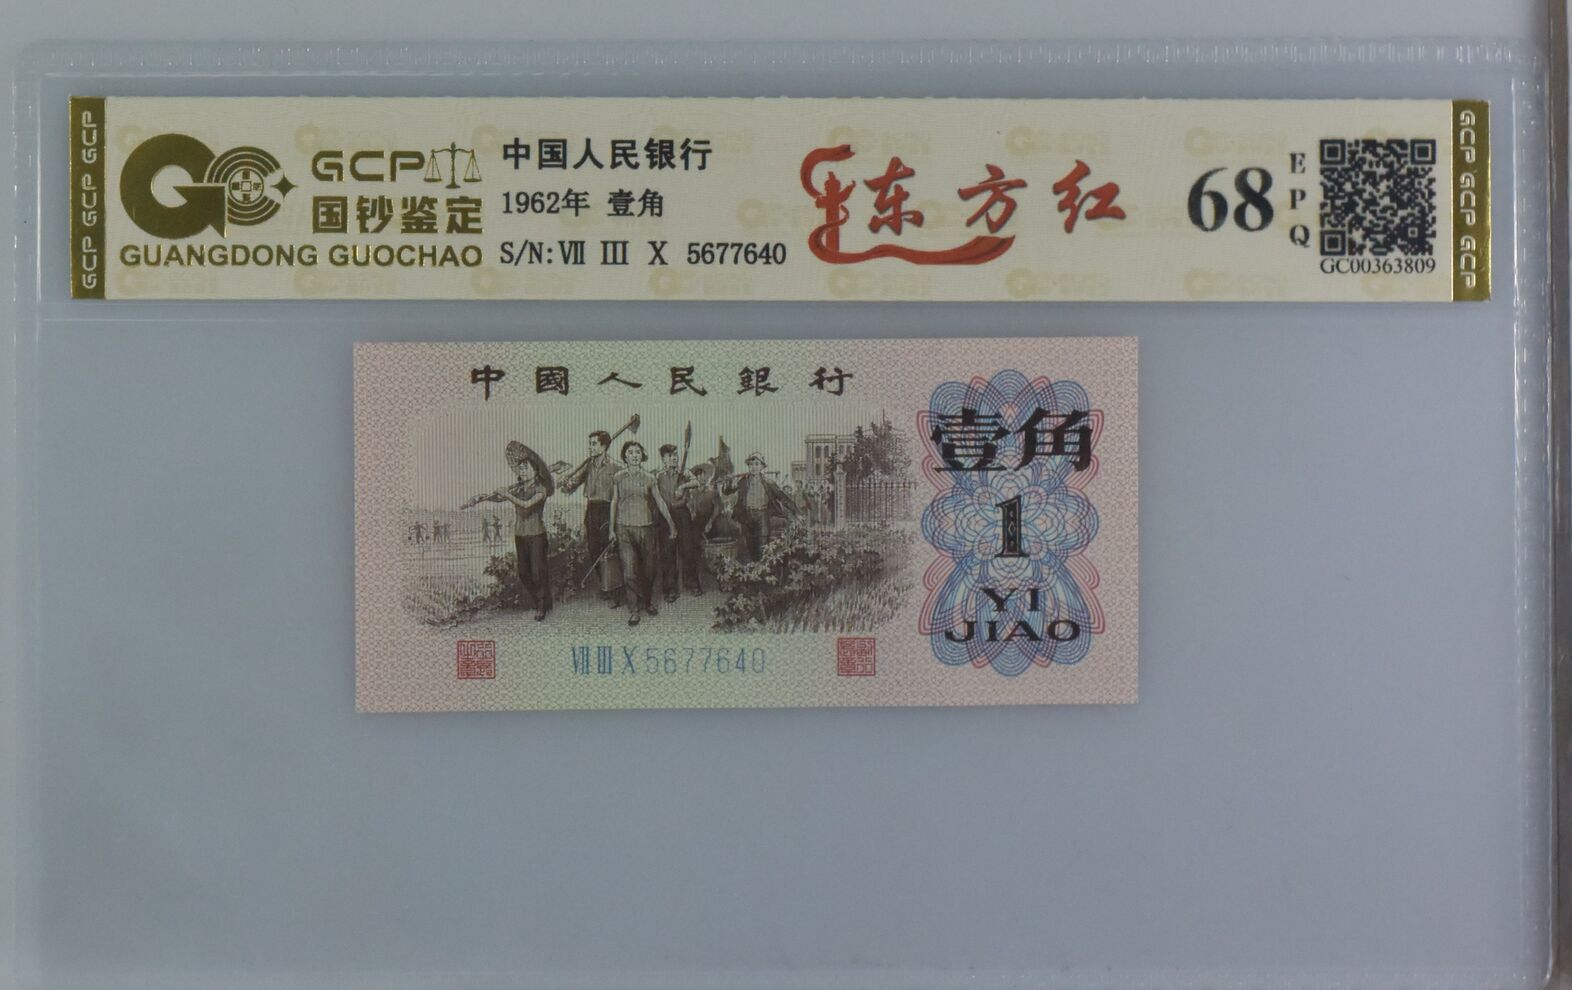 GCP
国钞鉴定
GUANGDONG GUOCHAO
中国人民银行
1962年 壹角
S/N: Ⅶ Ⅲ Ⅹ 5677640
东方红
68
EPQ
GC00363809
GCP GCP GCP
GCP GCP GCP
中國人民銀行
壹角
1
YI
JIAO
Ⅶ Ⅲ Ⅹ 5677640